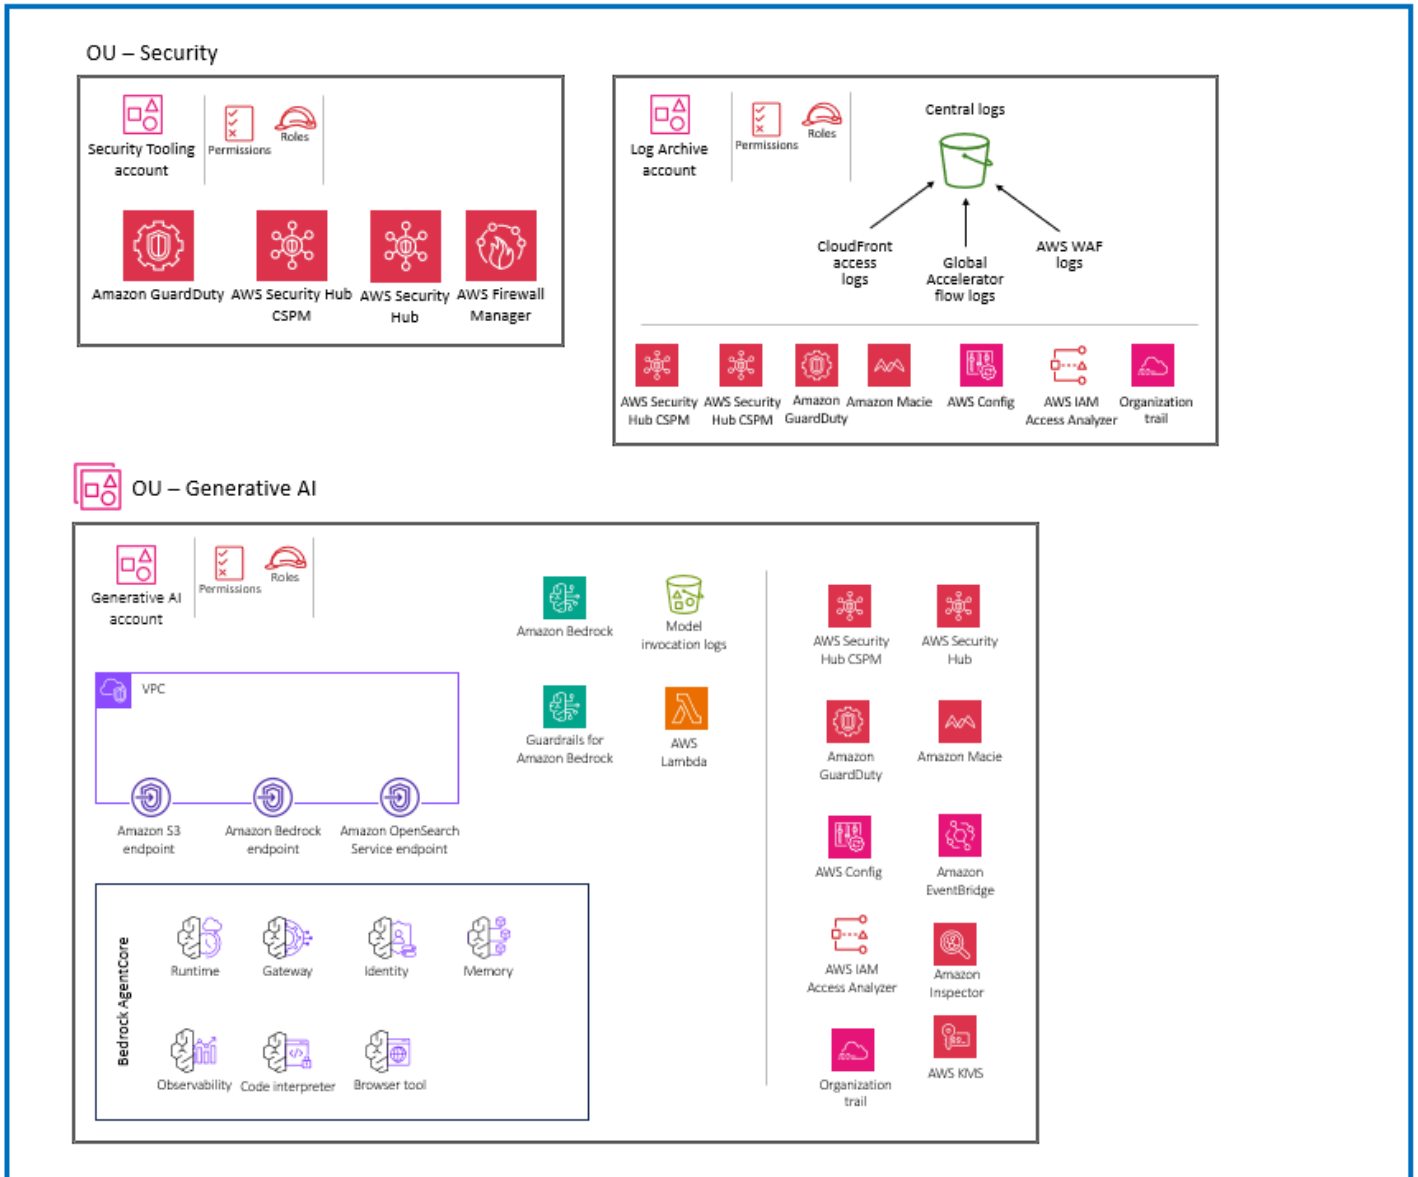 OU – Security
Security Tooling
account
Permissions
Roles
Amazon GuardDuty
AWS Security Hub
CSPM
AWS Security
Hub
AWS Firewall
Manager
Log Archive
account
Permissions
Roles
Central logs
CloudFront
access
logs
Global
Accelerator
flow logs
AWS WAF
logs
AWS Security
Hub CSPM
AWS Security
Hub CSPM
Amazon
GuardDuty
Amazon Macie
AWS Config
AWS IAM
Access Analyzer
Organization
trail
OU – Generative AI
Generative AI
account
Permissions
Roles
VPC
Amazon S3
endpoint
Amazon Bedrock
endpoint
Amazon OpenSearch
Service endpoint
Amazon Bedrock
Model
invocation logs
Guardrails for
Amazon Bedrock
AWS
Lambda
Bedrock AgentCore
Runtime
Gateway
Identity
Memory
Observability
Code interpreter
Browser tool
AWS Security
Hub CSPM
AWS Security
Hub
Amazon
GuardDuty
Amazon Macie
AWS Config
Amazon
EventBridge
AWS IAM
Access Analyzer
Amazon
Inspector
Organization
trail
AWS KMS